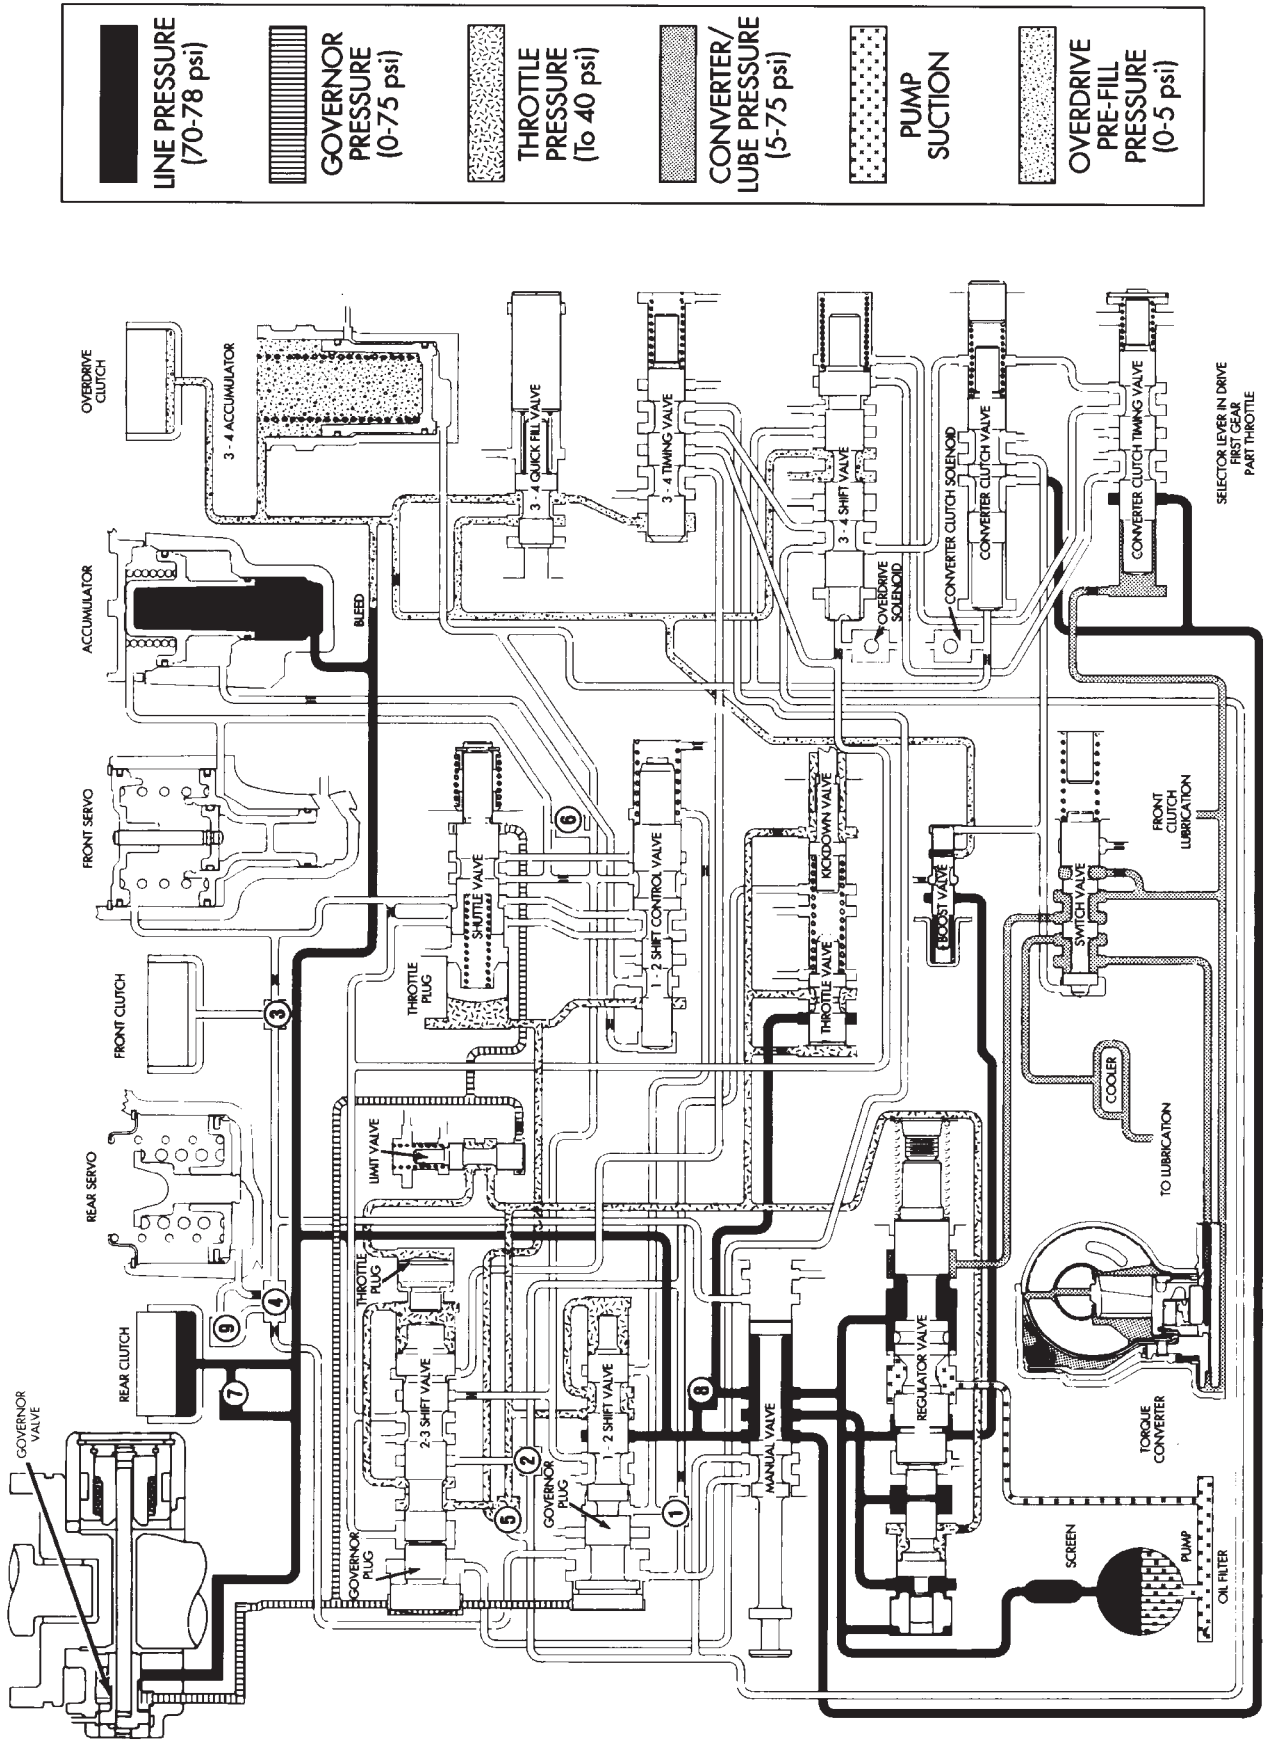 LINE PRESSURE
(70-78 psi)
GOVERNOR
PRESSURE
(0-75 psi)
THROTTLE
PRESSURE
(To 40 psi)
CONVERTER/
LUBE PRESSURE
(5-75 psi)
PUMP
SUCTION
OVERDRIVE
PRE-FILL
PRESSURE
(0-5 psi)
GOVERNOR
VALVE
REAR CLUTCH
REAR SERVO
FRONT CLUTCH
FRONT SERVO
ACCUMULATOR
OVERDRIVE
CLUTCH
3 - 4 ACCUMULATOR
BLEED
7
9
4
3
6
GOVERNOR
PLUG
2-3 SHIFT VALVE
THROTTLE
PLUG
LIMIT VALVE
THROTTLE
PLUG
SHUTTLE VALVE
3 - 4 QUICK FILL VALVE
5
2
GOVERNOR
PLUG
1 - 2 SHIFT VALVE
1 - 2 SHIFT CONTROL VALVE
3 - 4 TIMING VALVE
1
8
MANUAL VALVE
THROTTLE VALVE
KICKDOWN VALVE
3 - 4 SHIFT VALVE
OVERDRIVE
SOLENOID
REGULATOR VALVE
BOOST VALVE
CONVERTER CLUTCH SOLENOID
CONVERTER CLUTCH VALVE
SWITCH VALVE
CONVERTER CLUTCH TIMING VALVE
SCREEN
PUMP
OIL FILTER
TORQUE
CONVERTER
COOLER
TO LUBRICATION
FRONT
CLUTCH
LUBRICATION
SELECTOR LEVER IN DRIVE
FIRST GEAR
PART THROTTLE